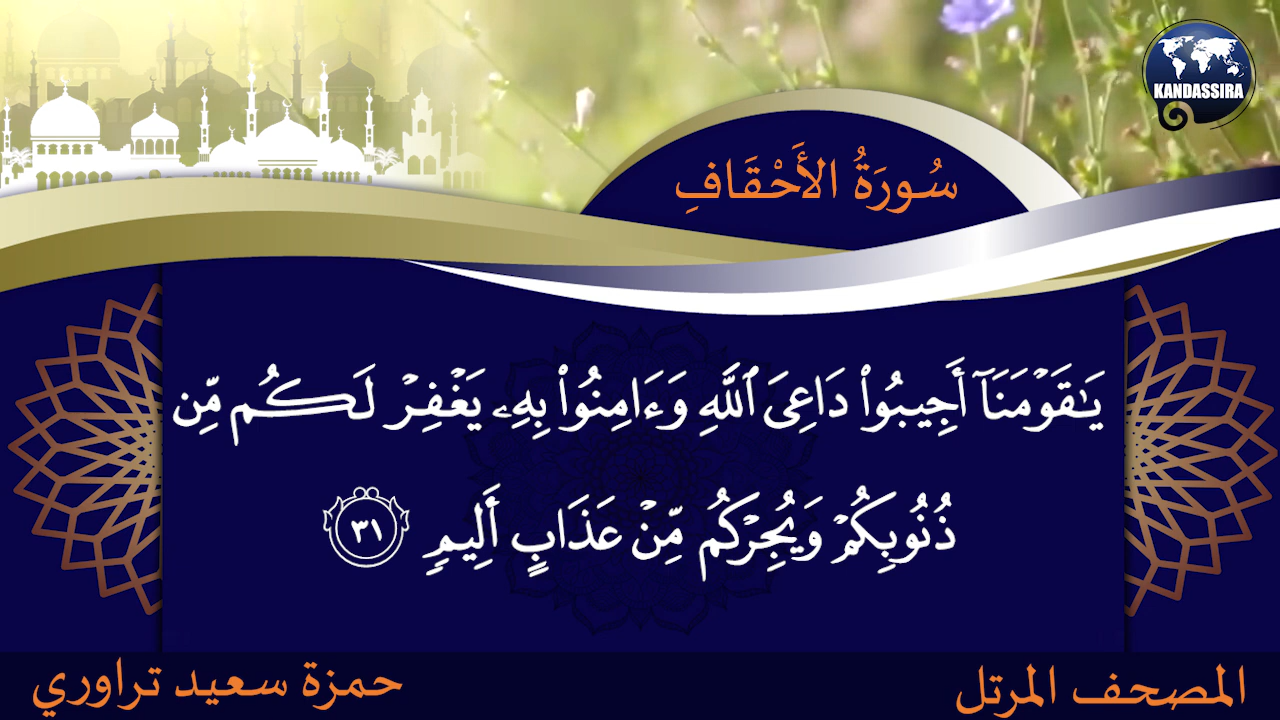 KANDASSIRA
سُورَةُ الأَحْقَافِ
يَٰقَوْمَنَآ أَجِيبُوا۟ دَاعِىَ ٱللَّهِ وَءَامِنُوا۟ بِهِۦ يَغْفِرْ لَكُم مِّن
ذُنُوبِكُمْ وَيُجِرْكُم مِّنْ عَذَابٍ أَلِيمٍ ٣١
المصحف المرتل
حمزة سعيد تراوري